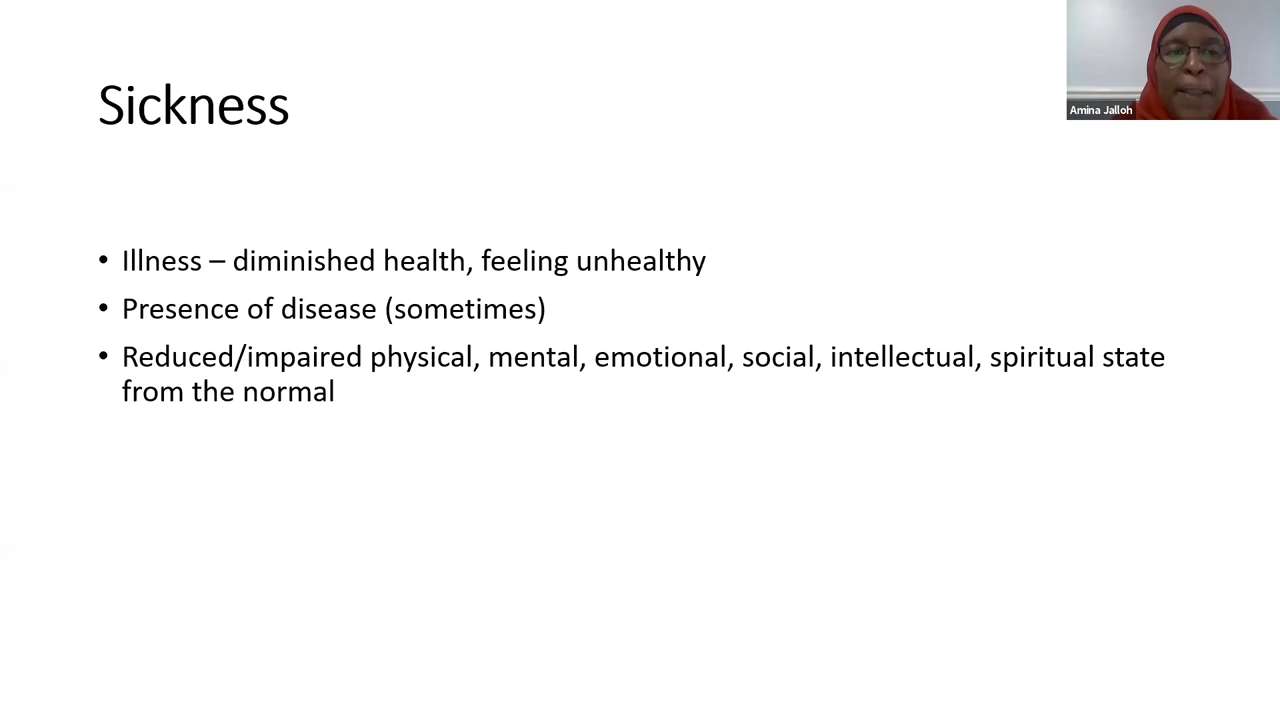 Sickness
Amina Jalloh
• Illness – diminished health, feeling unhealthy
• Presence of disease (sometimes)
• Reduced/impaired physical, mental, emotional, social, intellectual, spiritual state
from the normal